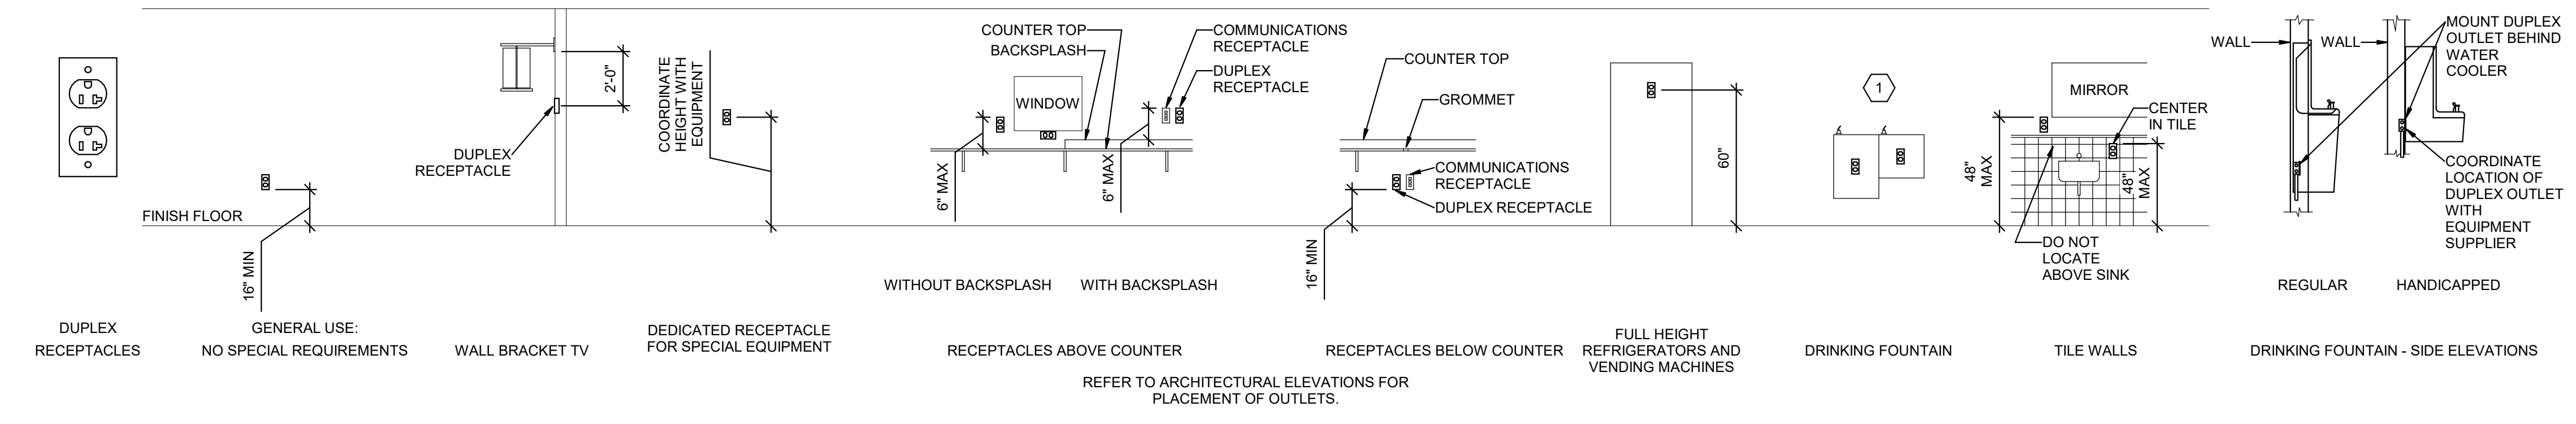 FINISH FLOOR
16" MIN
DUPLEX
RECEPTACLES
GENERAL USE:
NO SPECIAL REQUIREMENTS
2'-0"
DUPLEX
RECEPTACLE
WALL BRACKET TV
COORDINATE
HEIGHT WITH
EQUIPMENT
DEDICATED RECEPTACLE
FOR SPECIAL EQUIPMENT
COUNTER TOP
BACKSPLASH
WINDOW
COMMUNICATIONS
RECEPTACLE
DUPLEX
RECEPTACLE
6" MAX
6" MAX
WITHOUT BACKSPLASH
WITH BACKSPLASH
RECEPTACLES ABOVE COUNTER
COUNTER TOP
GROMMET
COMMUNICATIONS
RECEPTACLE
DUPLEX RECEPTACLE
16" MIN
RECEPTACLES BELOW COUNTER
REFER TO ARCHITECTURAL ELEVATIONS FOR
PLACEMENT OF OUTLETS.
60"
FULL HEIGHT
REFRIGERATORS AND
VENDING MACHINES
1
DRINKING FOUNTAIN
MIRROR
CENTER
IN TILE
48"
MAX
48"
MAX
DO NOT
LOCATE
ABOVE SINK
TILE WALLS
WALL
WALL
MOUNT DUPLEX
OUTLET BEHIND
WATER
COOLER
COORDINATE
LOCATION OF
DUPLEX OUTLET
WITH
EQUIPMENT
SUPPLIER
REGULAR
HANDICAPPED
DRINKING FOUNTAIN - SIDE ELEVATIONS